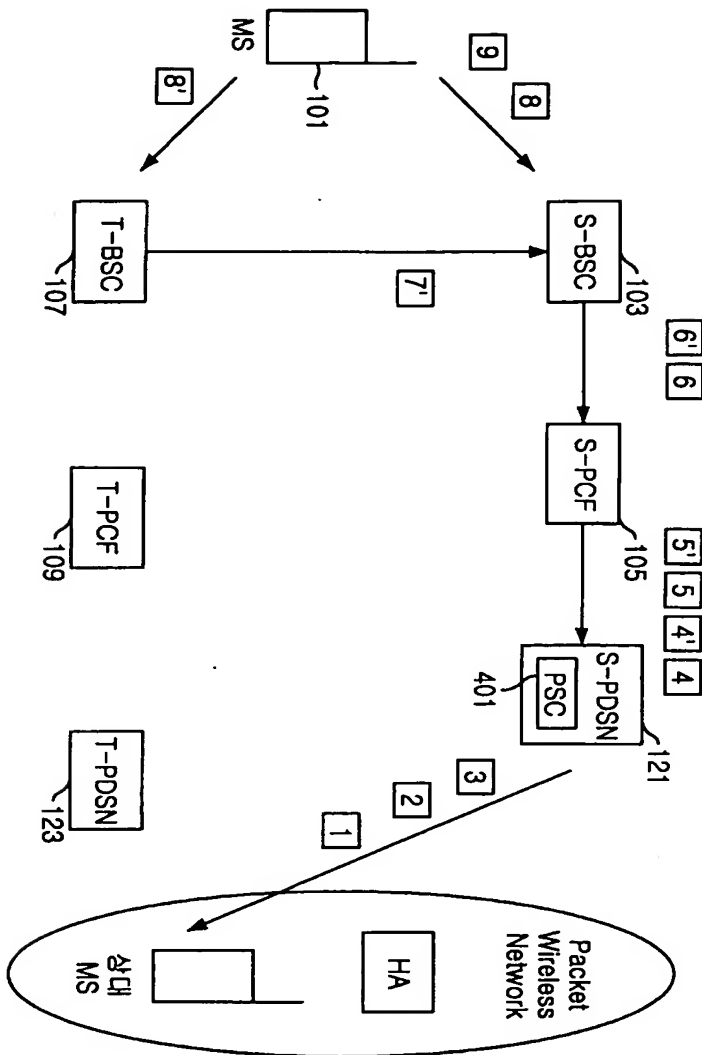 6' 6
5' 5 4' 4
121
103
105
S-BSC
S-PCF
S-PDSN
PSC
401
Packet
Wireless
Network
8
9
3
HA
2
7'
1
101
MS
8'
T-BSC
T-PCF
T-PDSN
상대
MS
107
109
123